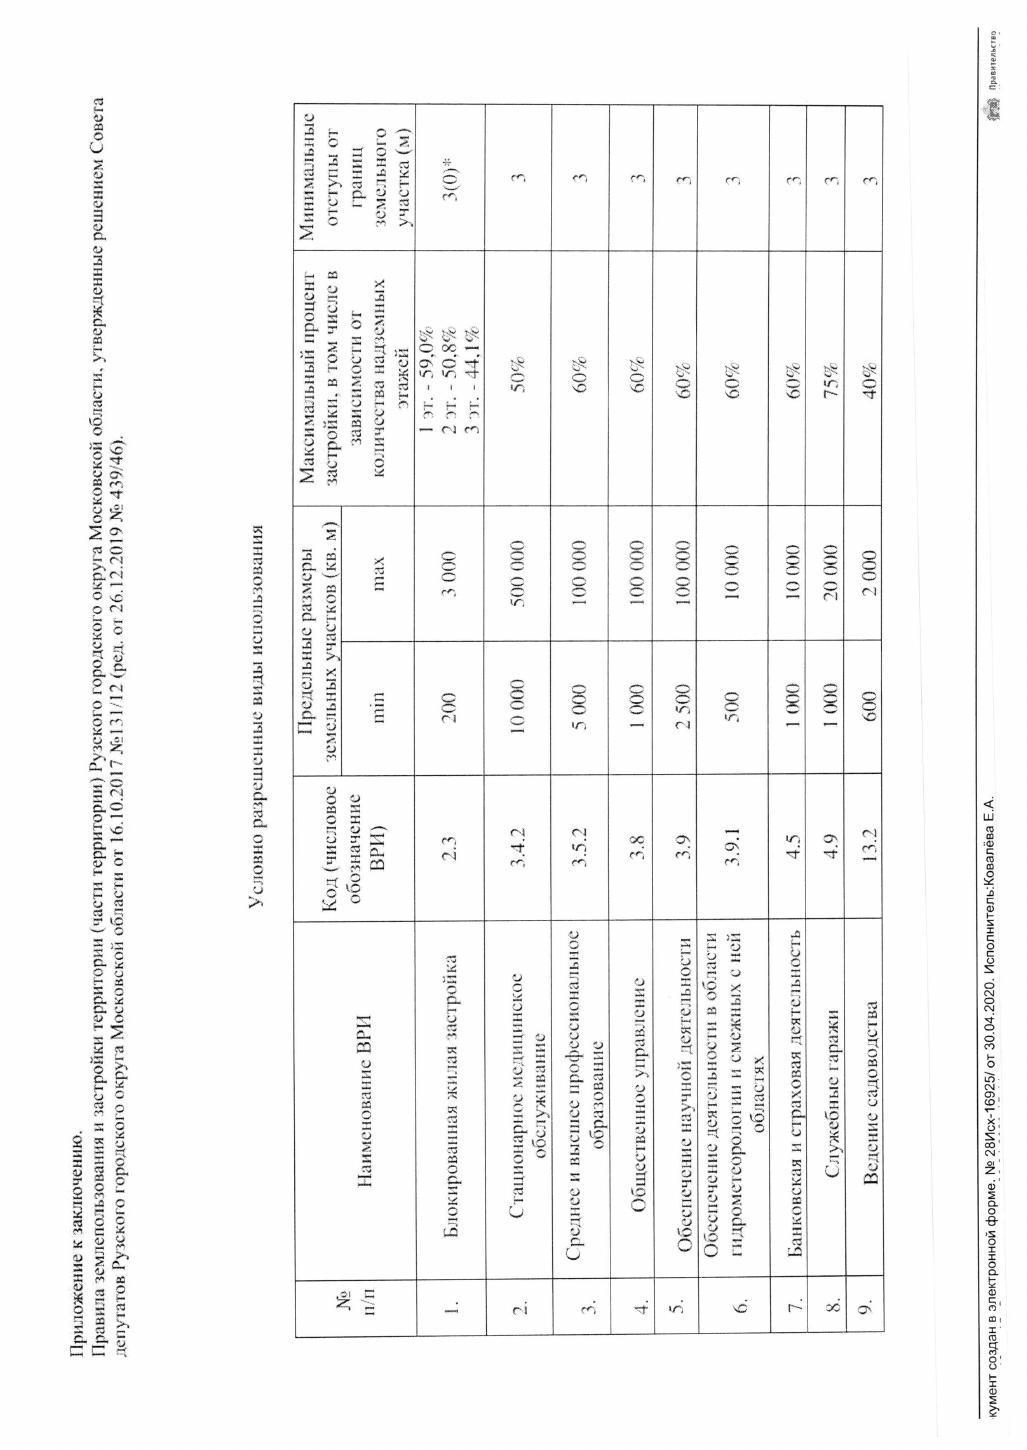 Приложение к заключению.
Правила землепользования и застройки территории (части территории) Рузского городского округа Московской области, утвержденные решением Совета
депутатов Рузского городского округа Московской области от 16.10.2017 №131/12 (ред. от 26.12.2019 № 439/46).
Условно разрешенные виды использования
№ п/п
Наименование ВРИ
Код (числовое обозначение ВРИ)
Предельные размеры земельных участков (кв. м)
min
max
Максимальный процент застройки, в том числе в зависимости от количества надземных этажей
Минимальные отступы от границ земельного участка (м)
1. Блокированная жилая застройка 2.3 200 3 000 1 эт. - 59,0% 2 эт. - 50,8% 3 эт. - 44,1% 3(0)*
2. Стационарное медицинское обслуживание 3.4.2 10 000 500 000 50% 3
3. Среднее и высшее профессиональное образование 3.5.2 5 000 100 000 60% 3
4. Общественное управление 3.8 1 000 100 000 60% 3
5. Обеспечение научной деятельности 3.9 2 500 100 000 60% 3
6. Обеспечение деятельности в области гидрометеорологии и смежных с ней областях 3.9.1 500 10 000 60% 3
7. Банковская и страховая деятельность 4.5 1 000 10 000 60% 3
8. Служебные гаражи 4.9 1 000 20 000 75% 3
9. Ведение садоводства 13.2 600 2 000 40% 3
кумент создан в электронной форме. № 28Исх-16925/ от 30.04.2020. Исполнитель:Ковалёва Е.А.
Правительство